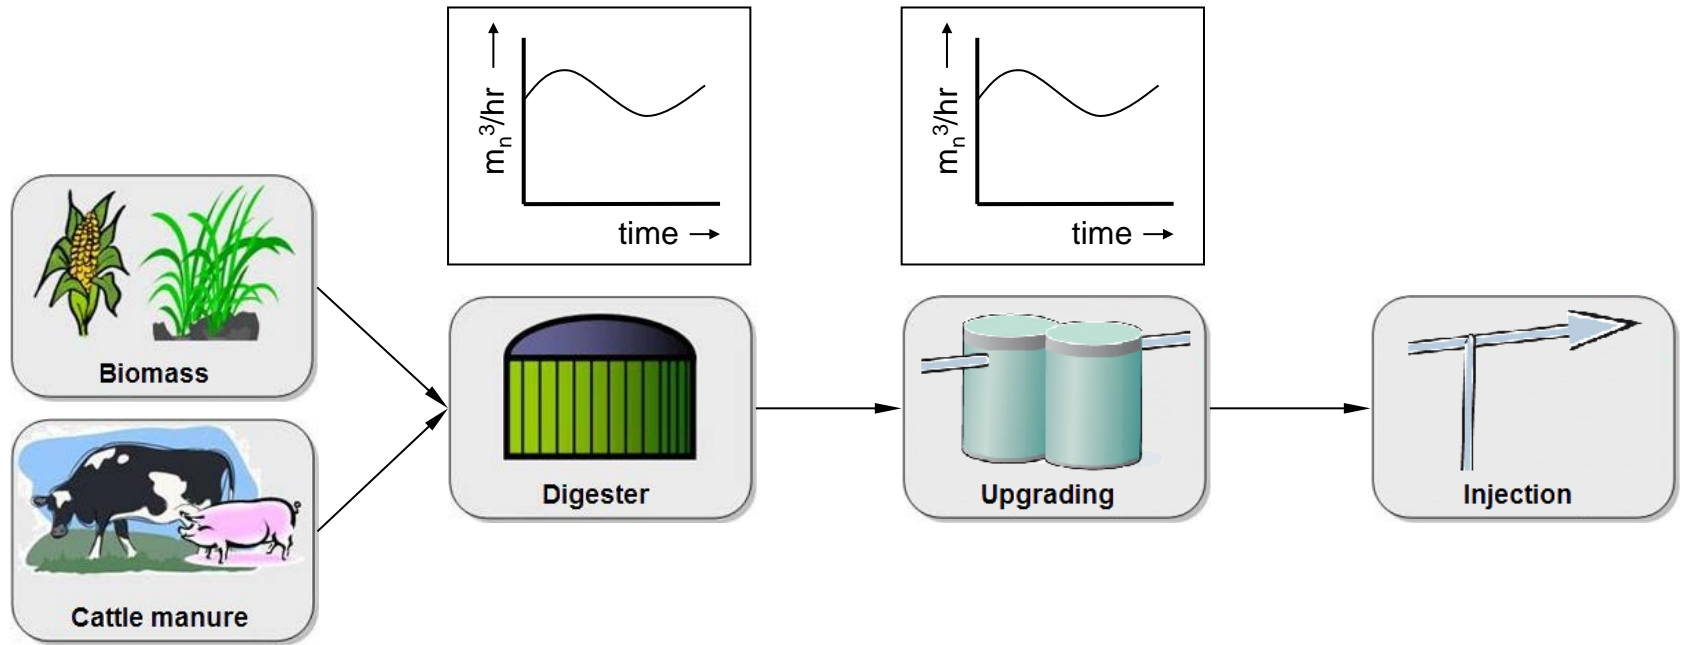 m_n^3/hr →
time →
m_n^3/hr →
time →
Biomass
Cattle manure
Digester
Upgrading
Injection